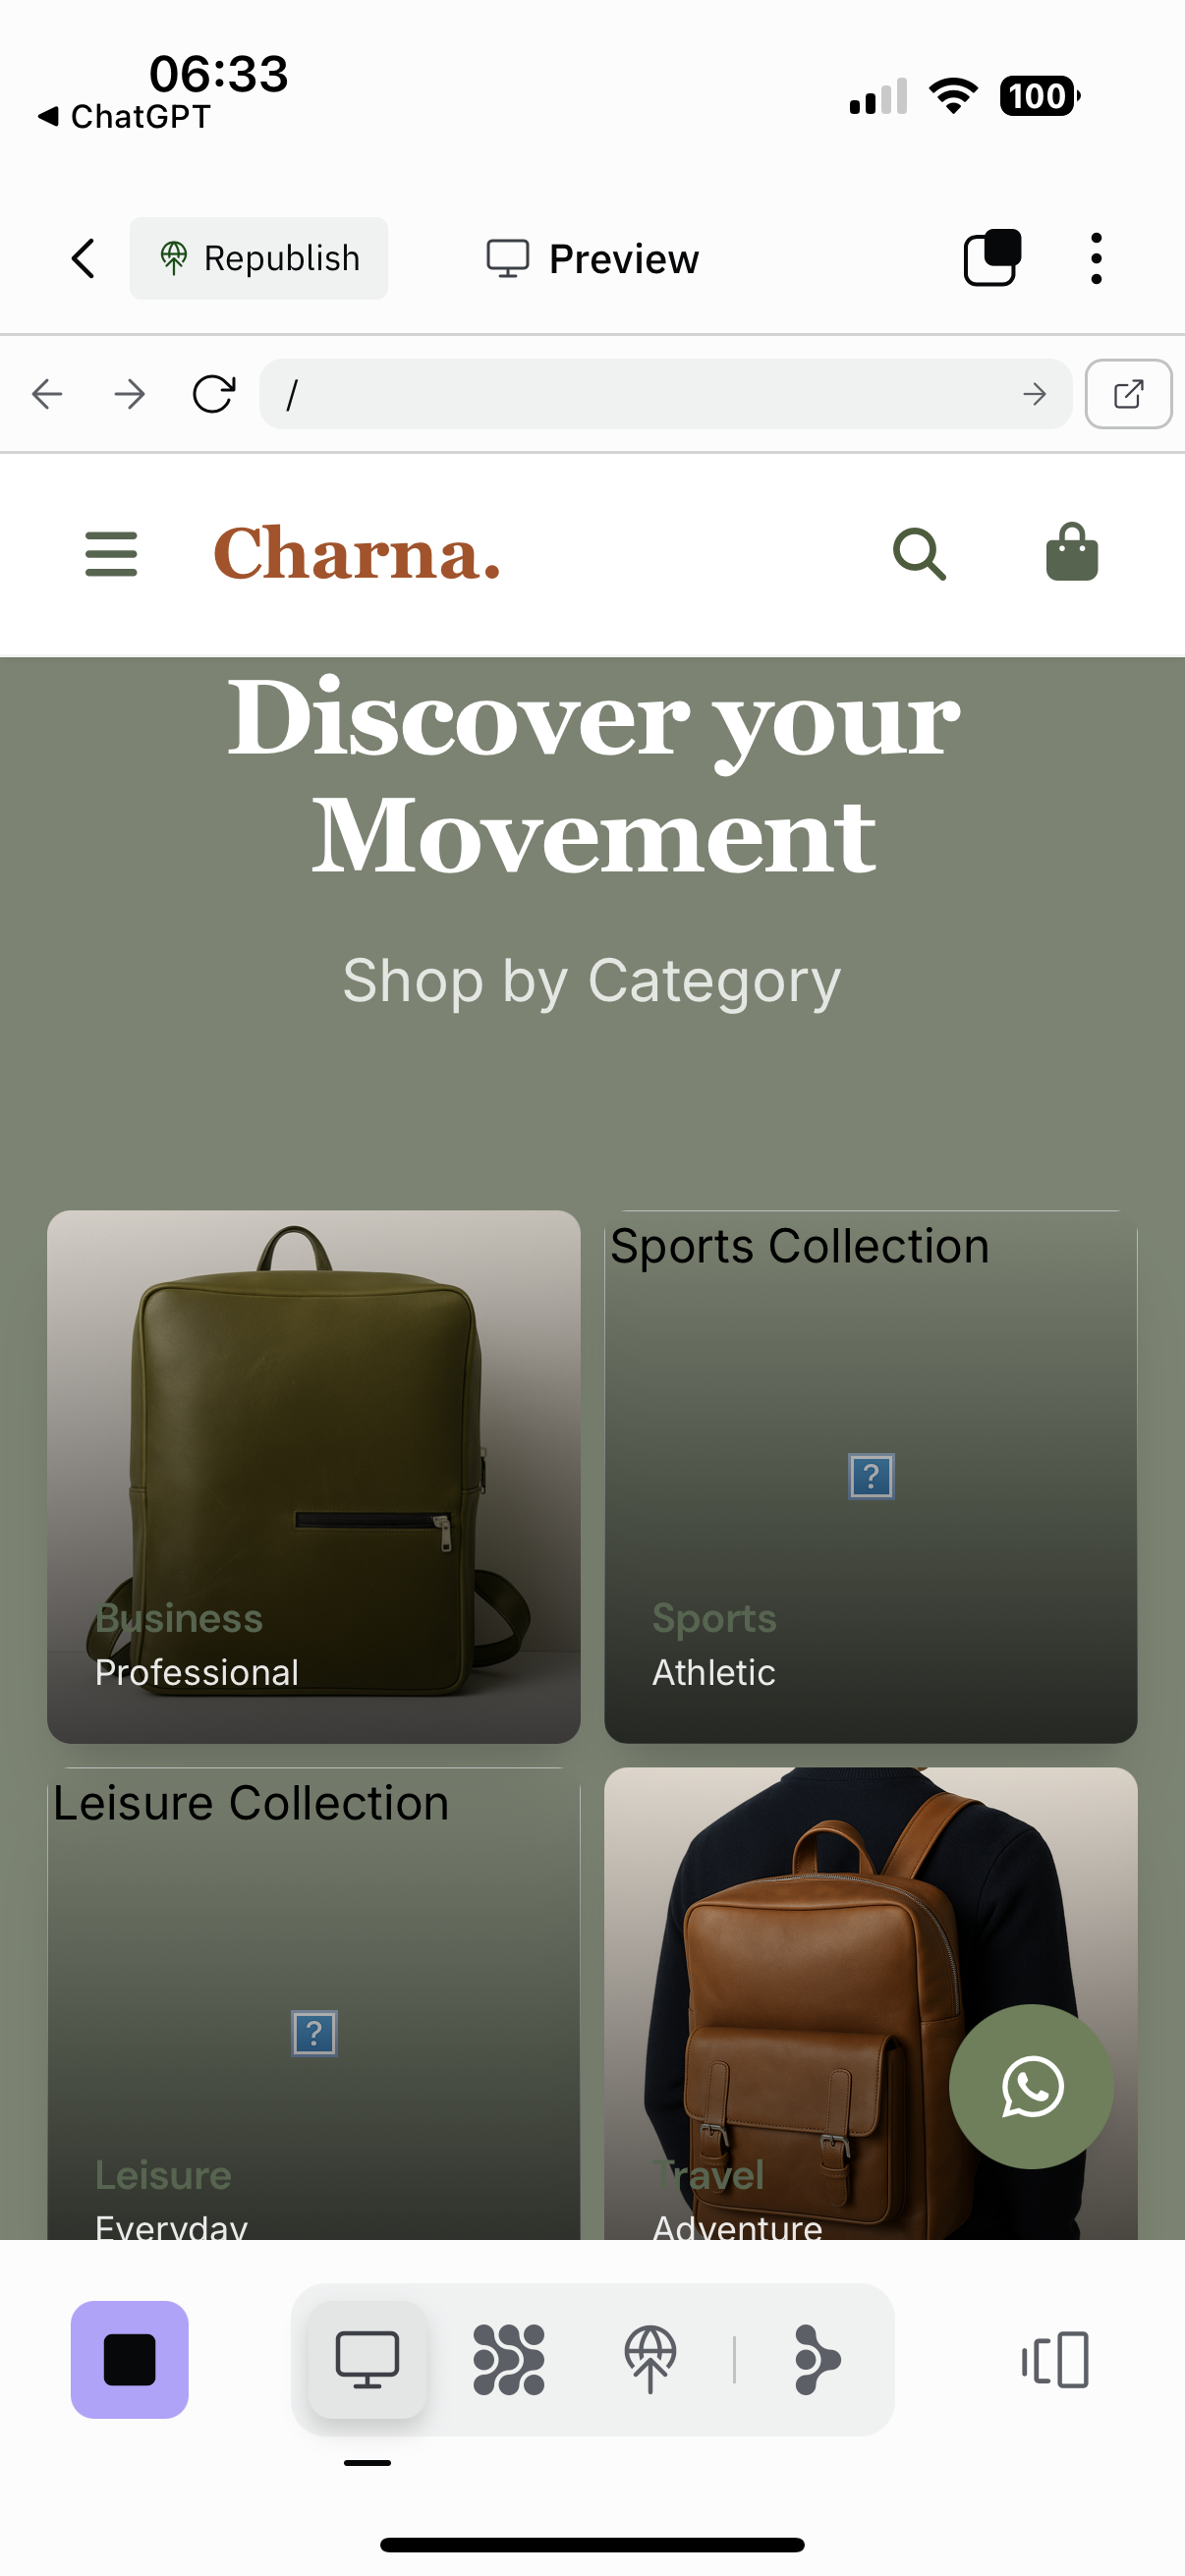 06:33
ChatGPT
100
Republish
Preview
/
Charna.
Discover your
Movement
Shop by Category
Sports Collection
?
Business
Professional
Sports
Athletic
Leisure Collection
?
Leisure
Everyday
Travel
Adventure